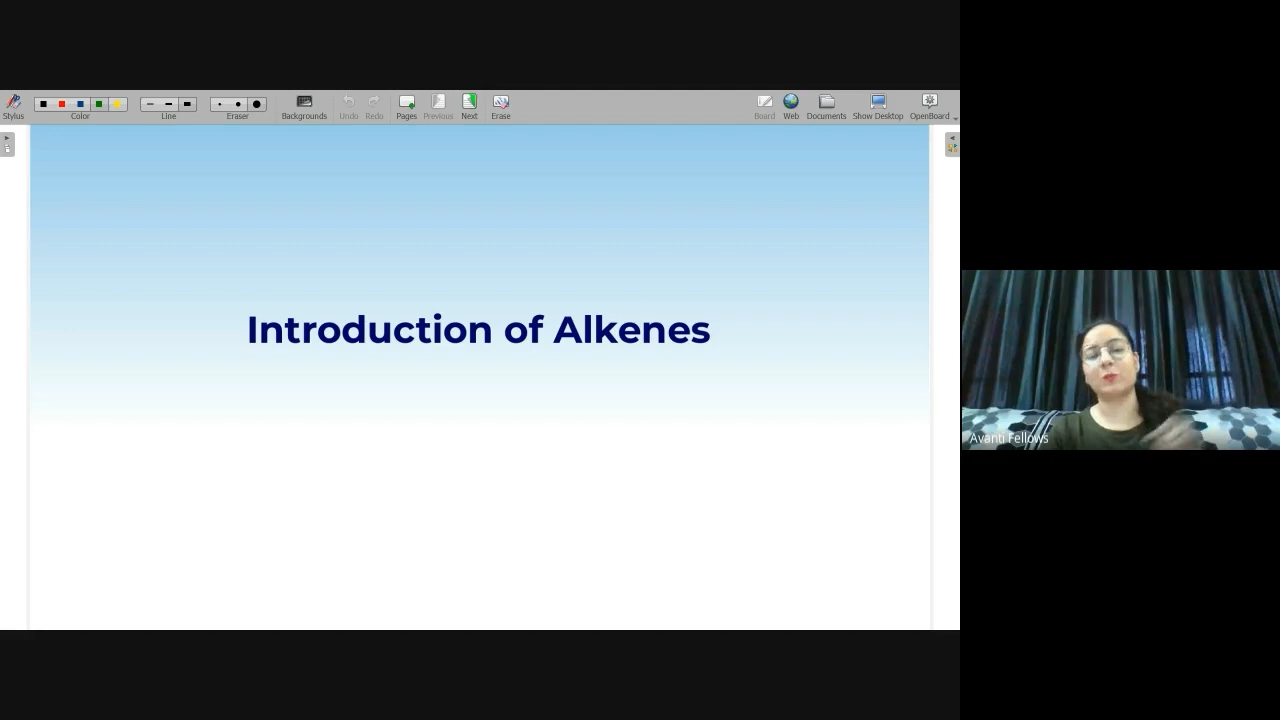 Stylus
Color
Line
Eraser
Backgrounds
Undo
Redo
Pages
Previous
Next
Erase
Board
Web
Documents
Show Desktop
OpenBoard
Introduction of Alkenes
Avanti Fellows